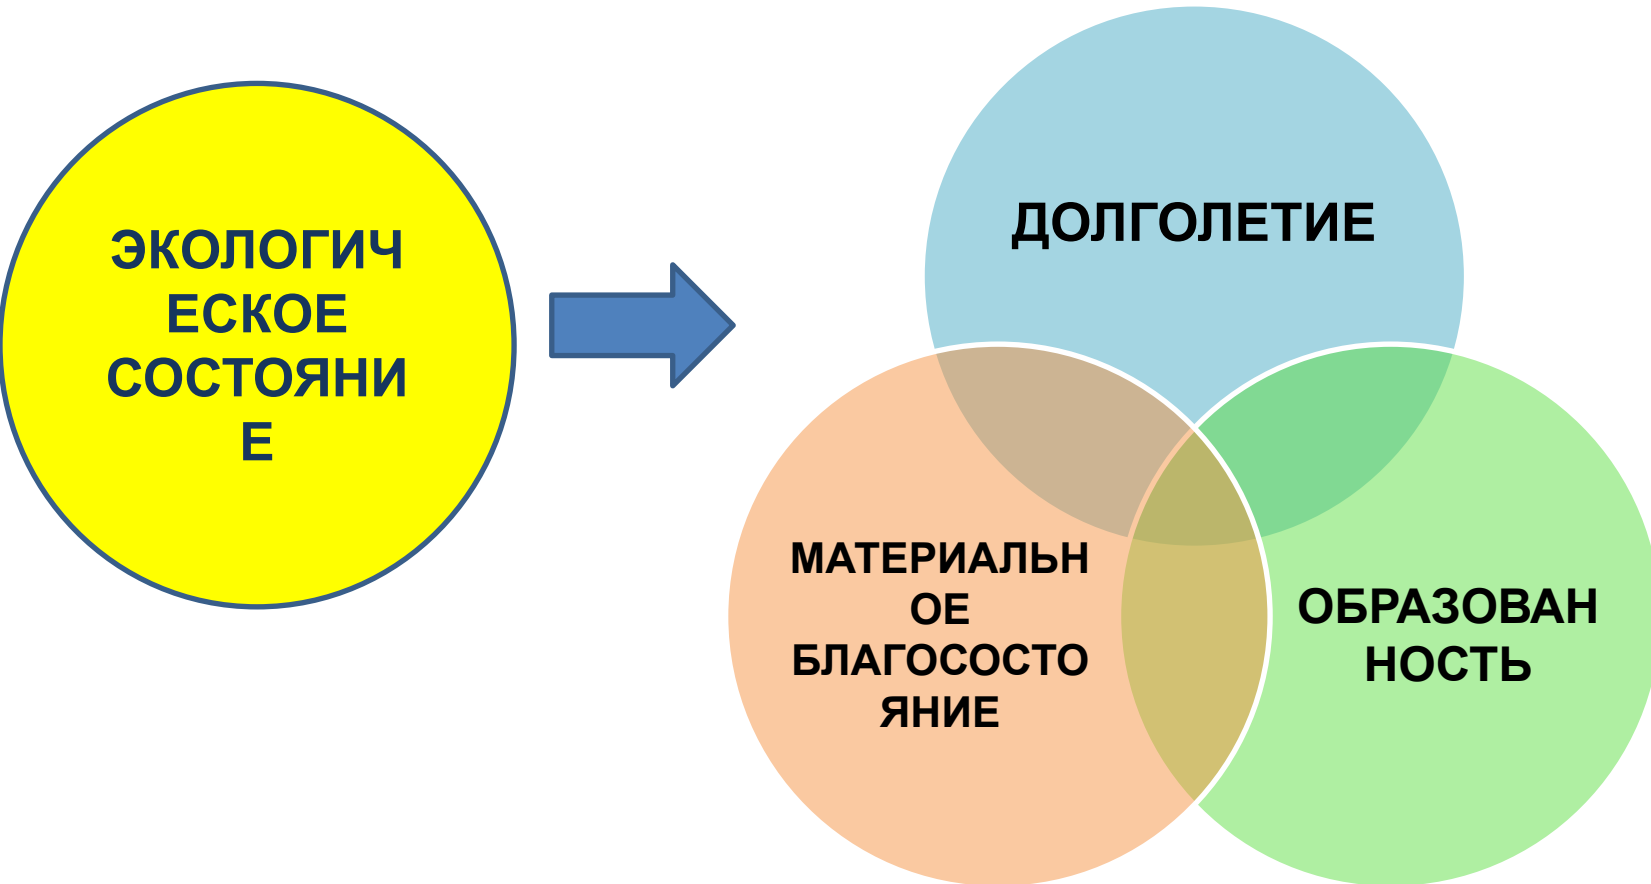 ЭКОЛОГИЧ
ЕСКОЕ
СОСТОЯНИ
Е
ДОЛГОЛЕТИЕ
МАТЕРИАЛЬН
ОЕ
БЛАГОСОСТО
ЯНИЕ
ОБРАЗОВАН
НОСТЬ